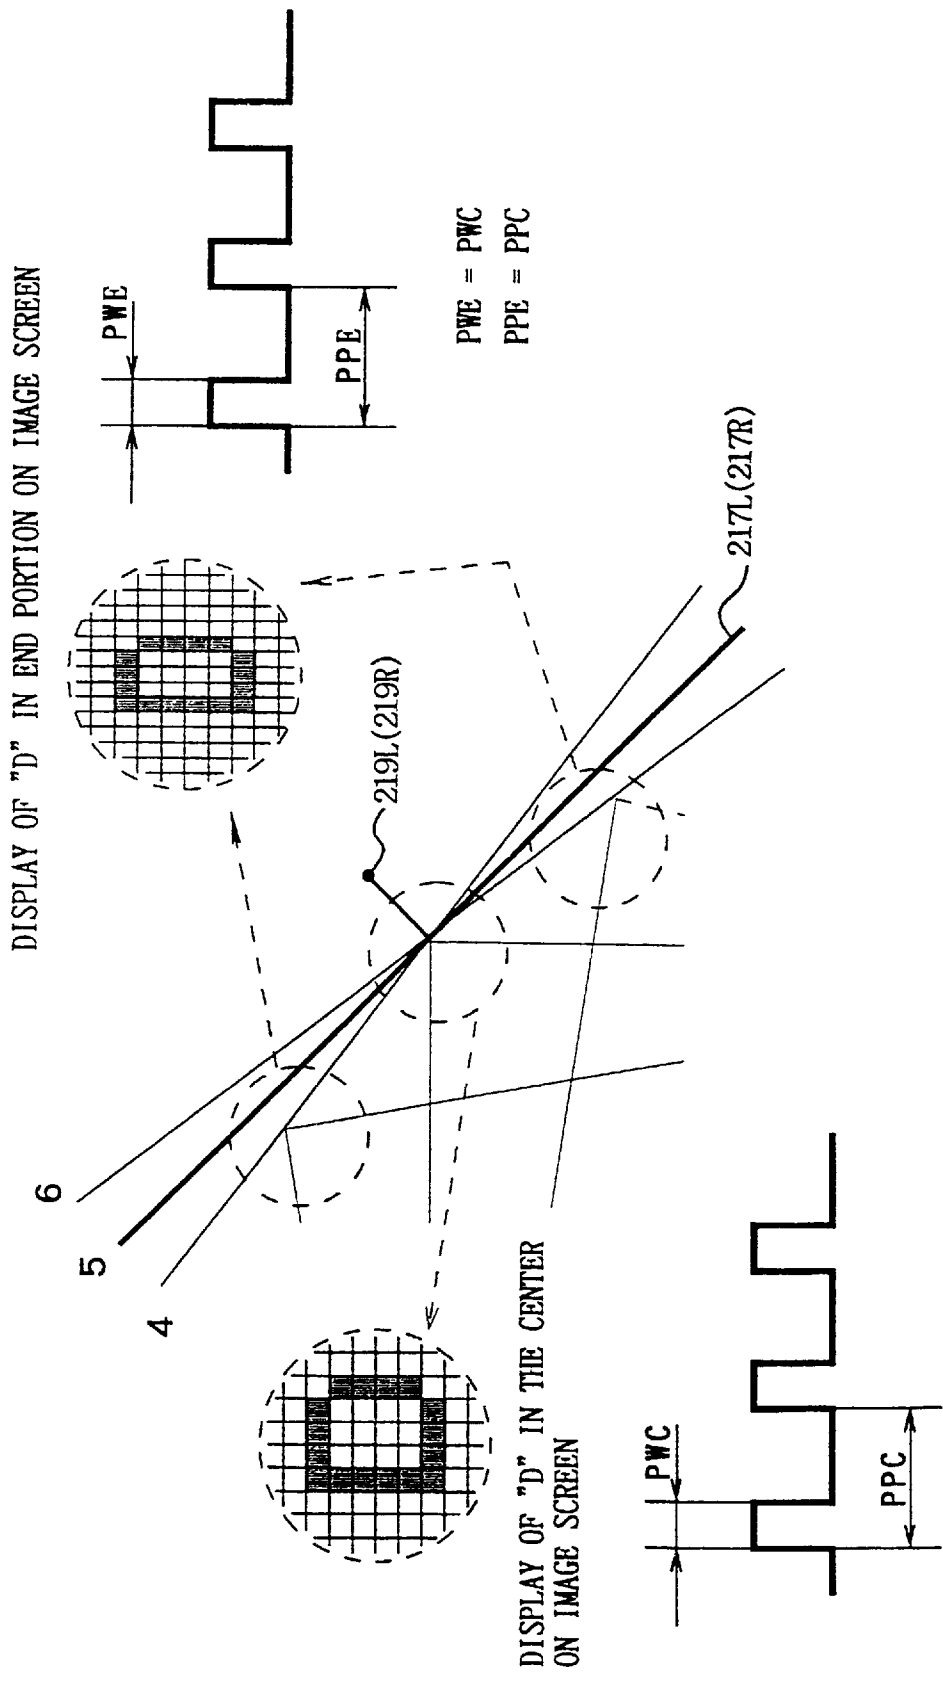 DISPLAY OF "D" IN END PORTION ON IMAGE SCREEN
PWE
PPE
PWE = PWC
PPE = PPC
219L(219R)
217L(217R)
6
5
4
DISPLAY OF "D" IN THE CENTER
ON IMAGE SCREEN
PWC
PPC